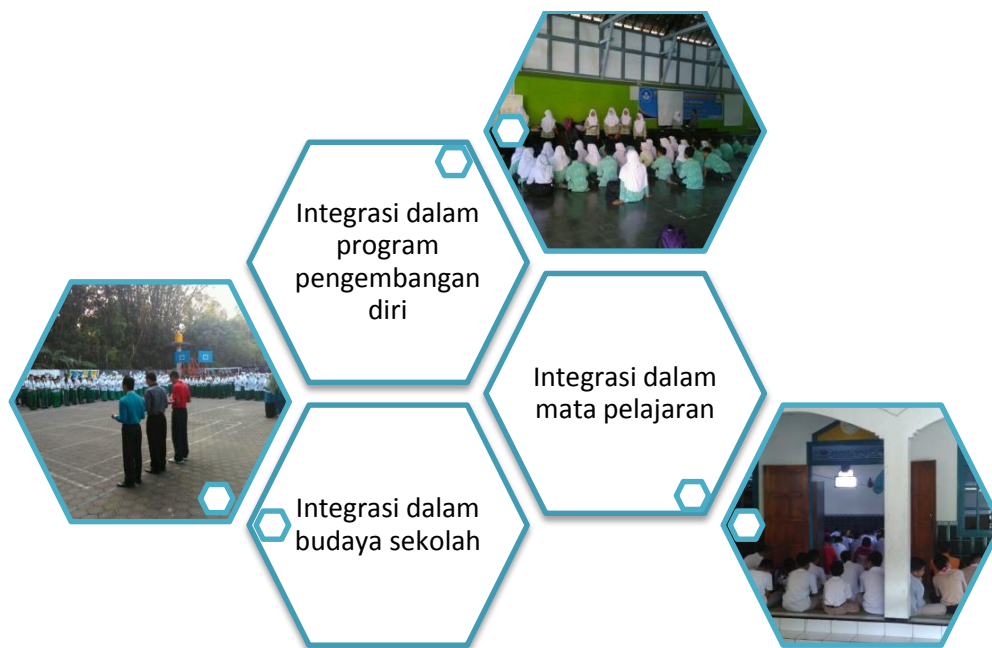 Integrasi dalam
program
pengembangan
diri
Integrasi dalam
mata pelajaran
Integrasi dalam
budaya sekolah